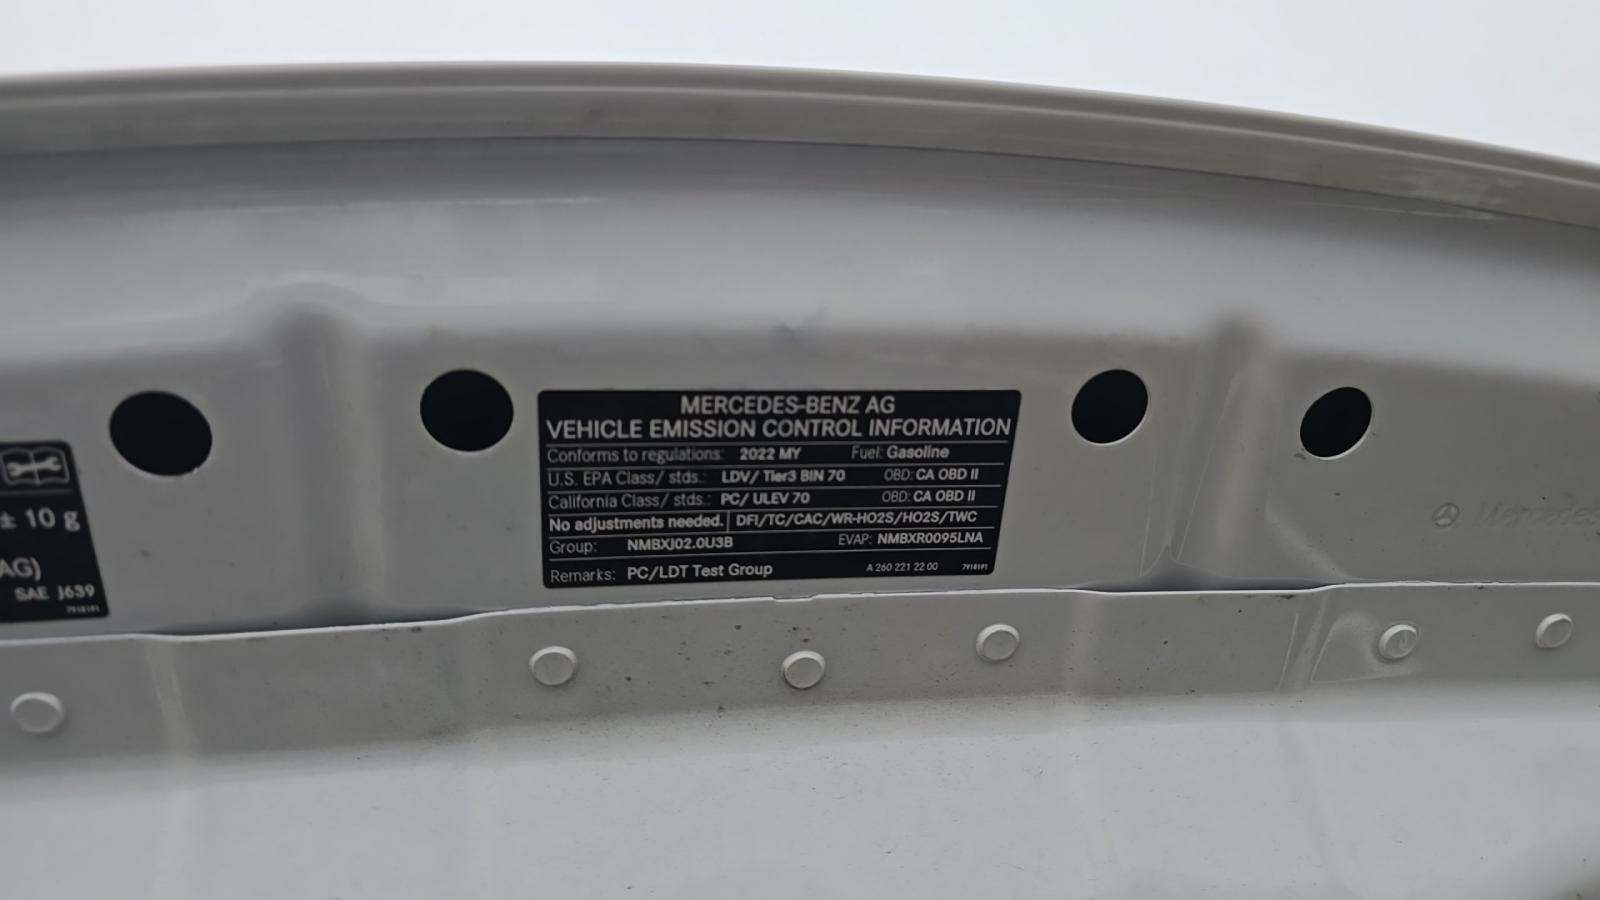 ± 10 g
AG)
SAE J639
7918191
MERCEDES-BENZ AG
VEHICLE EMISSION CONTROL INFORMATION
Conforms to regulations: 2022 MY Fuel: Gasoline
U.S. EPA Class/ stds.: LDV/ Tier3 BIN 70 OBD: CA OBD II
California Class/ stds.: PC/ ULEV 70 OBD: CA OBD II
No adjustments needed. DFI/TC/CAC/WR-HO2S/HO2S/TWC
Group: NMBXJ02.0U3B EVAP: NMBXR0095LNA
Remarks: PC/LDT Test Group A 260 221 22 00 7918191
Mercedes